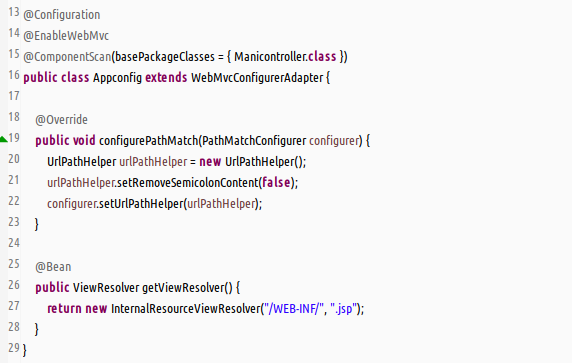 13 @Configuration
14 @EnableWebMvc
15 @ComponentScan(basePackageClasses = { Manicontroller.class })
16 public class Appconfig extends WebMvcConfigurerAdapter {
17
18 @Override
19 public void configurePathMatch(PathMatchConfigurer configurer) {
20 UrlPathHelper urlPathHelper = new UrlPathHelper();
21 urlPathHelper.setRemoveSemicolonContent(false);
22 configurer.setUrlPathHelper(urlPathHelper);
23 }
24
25 @Bean
26 public ViewResolver getViewResolver() {
27 return new InternalResourceViewResolver("/WEB-INF/", ".jsp");
28 }
29 }